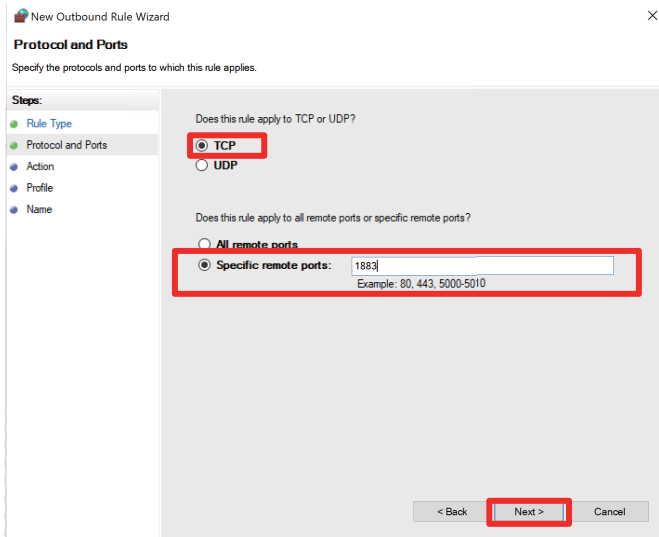 New Outbound Rule Wizard
Protocol and Ports
Specify the protocols and ports to which this rule applies.
Steps:
Rule Type
Protocol and Ports
Action
Profile
Name
Does this rule apply to TCP or UDP?
TCP
UDP
Does this rule apply to all remote ports or specific remote ports?
All remote ports
Specific remote ports: 1883
Example: 80, 443, 5000-5010
< Back Next > Cancel